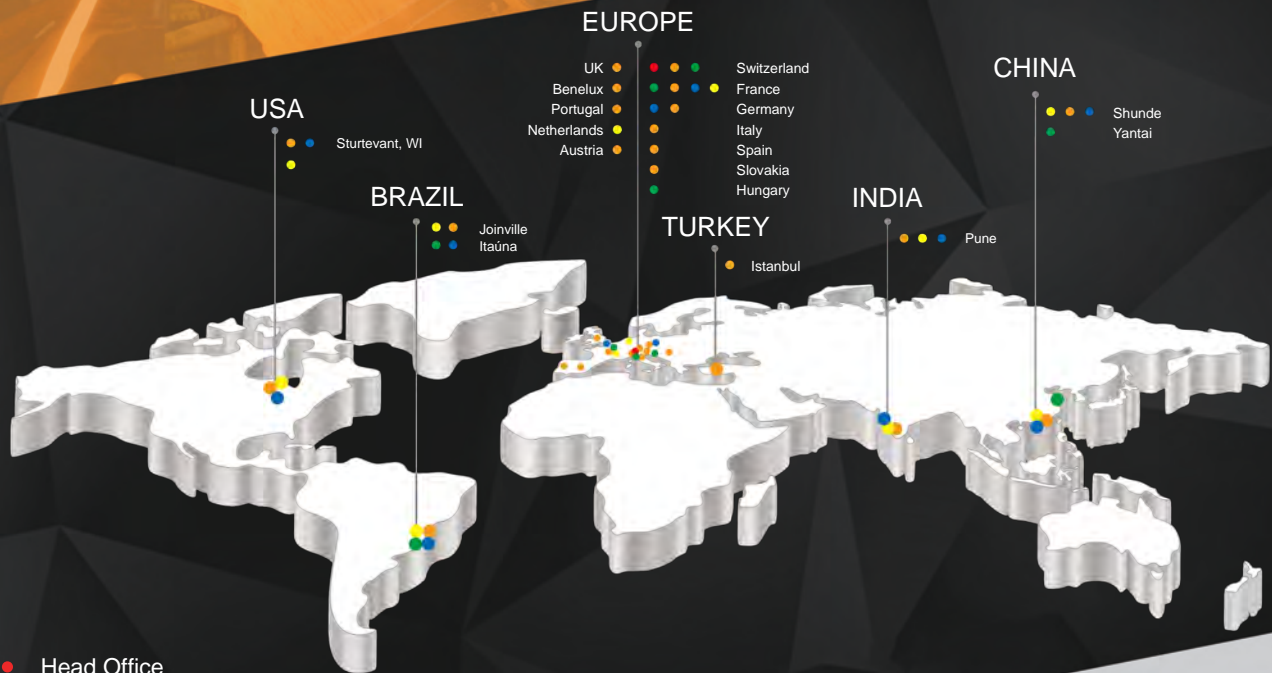 EUROPE
UK
Benelux
Portugal
Netherlands
Austria
Switzerland
France
Germany
Italy
Spain
Slovakia
Hungary
CHINA
Shunde
Yantai
USA
Sturtevant, WI
BRAZIL
Joinville
Itaúna
TURKEY
Istanbul
INDIA
Pune
Head Office